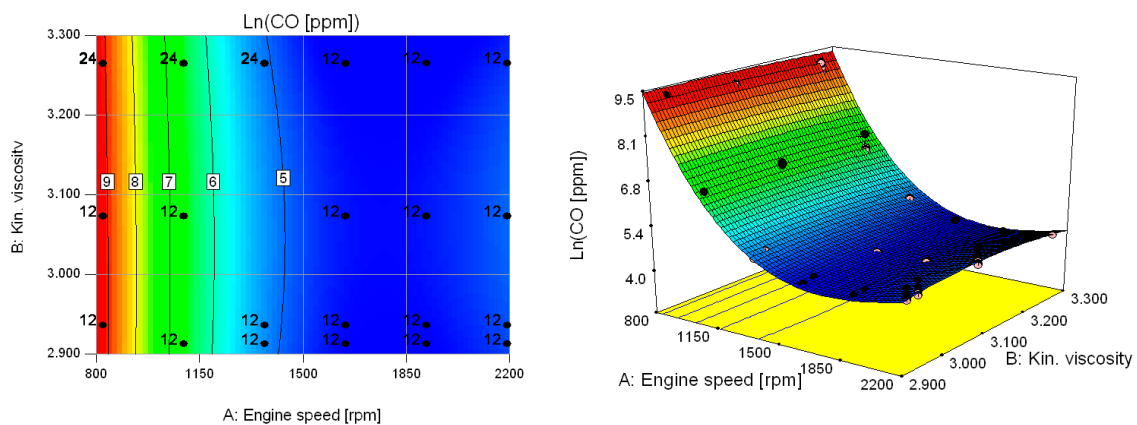 Ln(CO [ppm])
3.300
24 24 24 12 12 12
3.200
3.100
9 8 7 6 5
12 12 12 12 12
3.000
12 12 12 12 12
12 12 12 12 12
2.900
800 1150 1500 1850 2200
B: Kin. viscosity
A: Engine speed [rpm]
9.5
8.1
6.8
5.4
4.0
Ln(CO [ppm])
800
1150
1500
1850
2200
A: Engine speed [rpm]
2.900
3.000
3.100
3.200
3.300
B: Kin. viscosity